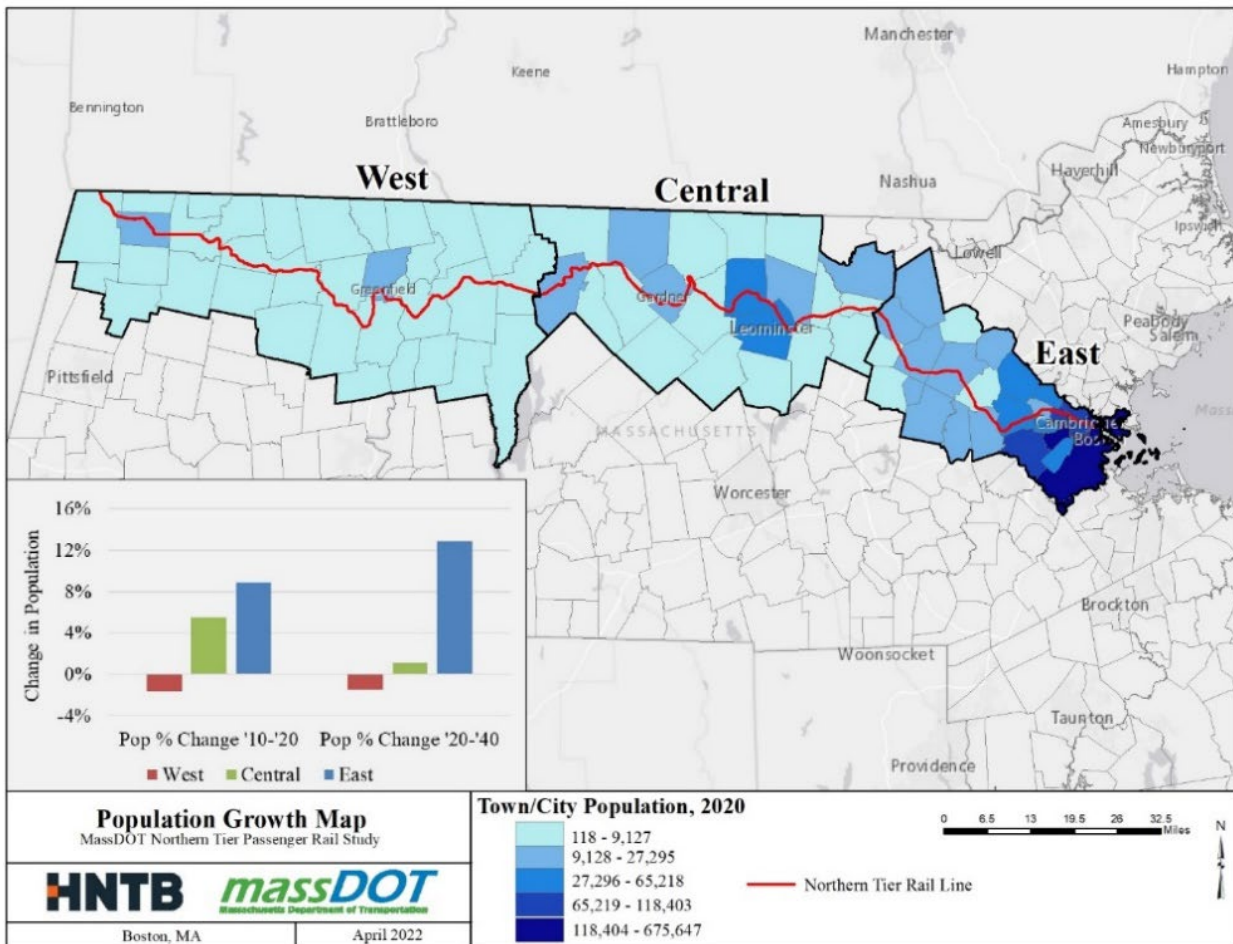 Manchester
Hampton
Keene
Bennington
Brattleboro
Amesbury
Newburyport
Haverhill
West
Central
Nashua
Ipswich
Lowell
Greenfield
Gardner
Leominster
Peabody
Salem
East
Pittsfield
MASSACHUSETTS
Cambridge
Bos
Mass
Worcester
16%
12%
8%
4%
0%
-4%
Change in Population
Pop % Change '10-'20
Pop % Change '20-'40
West
Central
East
Brockton
Woonsocket
Taunton
Providence
Population Growth Map
MassDOT Northern Tier Passenger Rail Study
HNTB
massDOT
Massachusetts Department of Transportation
Boston, MA
April 2022
Town/City Population, 2020
118 - 9,127
9,128 - 27,295
27,296 - 65,218
65,219 - 118,403
118,404 - 675,647
Northern Tier Rail Line
0 6.5 13 19.5 26 32.5
Miles
N